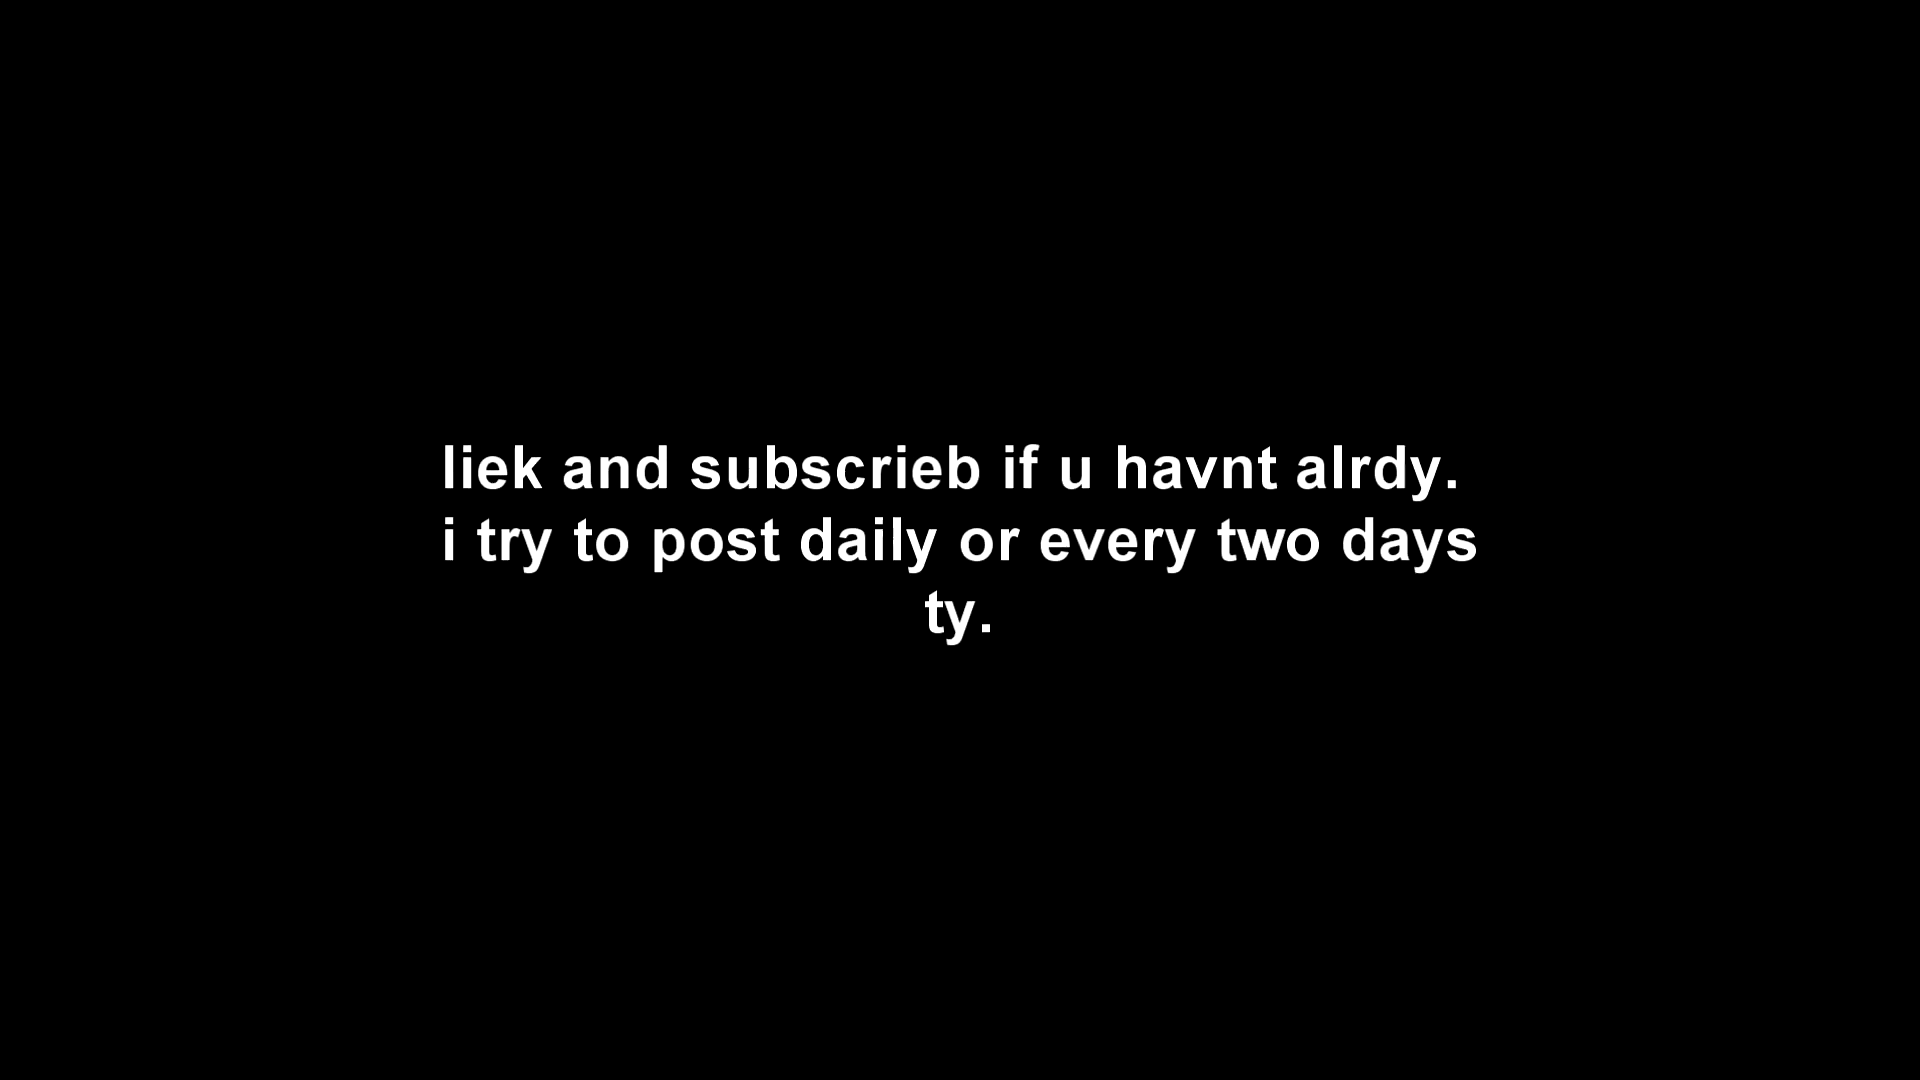 liek and subscrieb if u havnt alrdy.
i try to post daily or every two days
ty.